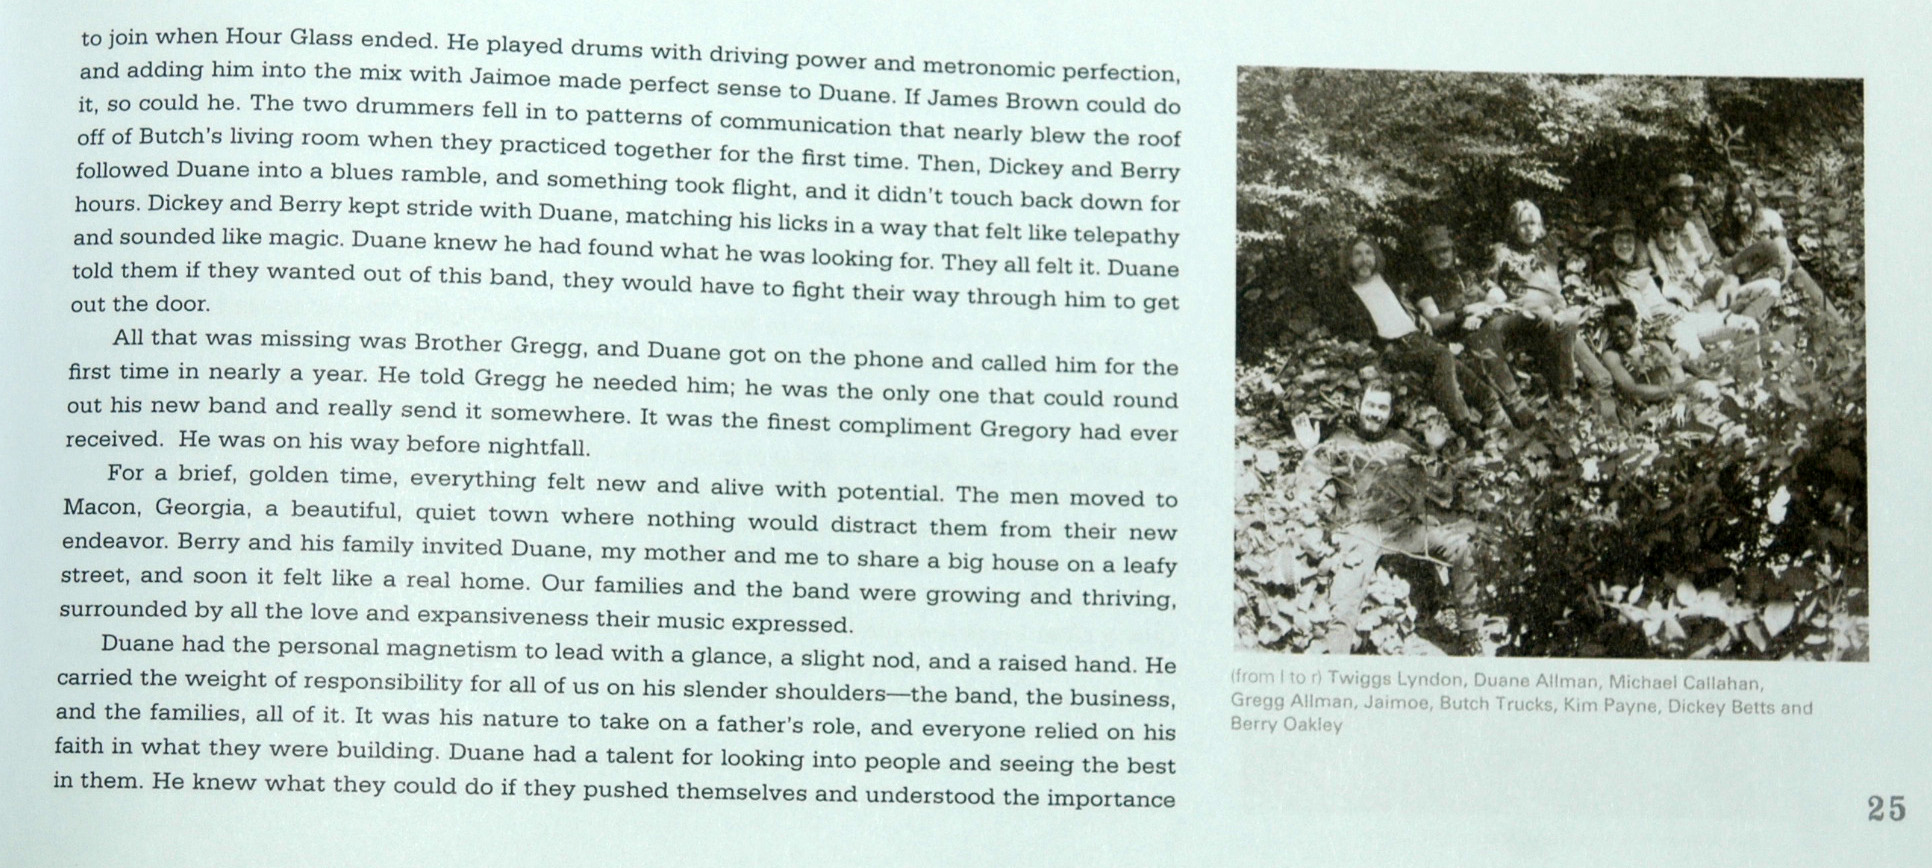 to join when Hour Glass ended. He played drums with driving power and metronomic perfection,
and adding him into the mix with Jaimoe made perfect sense to Duane. If James Brown could do
it, so could he. The two drummers fell in to patterns of communication that nearly blew the roof
off of Butch's living room when they practiced together for the first time. Then, Dickey and Berry
followed Duane into a blues ramble, and something took flight, and it didn't touch back down for
hours. Dickey and Berry kept stride with Duane, matching his licks in a way that felt like telepathy
and sounded like magic. Duane knew he had found what he was looking for. They all felt it. Duane
told them if they wanted out of this band, they would have to fight their way through him to get
out the door.
All that was missing was Brother Gregg, and Duane got on the phone and called him for the
first time in nearly a year. He told Gregg he needed him; he was the only one that could round
out his new band and really send it somewhere. It was the finest compliment Gregory had ever
received. He was on his way before nightfall.
For a brief, golden time, everything felt new and alive with potential. The men moved to
Macon, Georgia, a beautiful, quiet town where nothing would distract them from their new
endeavor. Berry and his family invited Duane, my mother and me to share a big house on a leafy
street, and soon it felt like a real home. Our families and the band were growing and thriving,
surrounded by all the love and expansiveness their music expressed.
Duane had the personal magnetism to lead with a glance, a slight nod, and a raised hand. He
carried the weight of responsibility for all of us on his slender shoulders—the band, the business,
and the families, all of it. It was his nature to take on a father's role, and everyone relied on his
faith in what they were building. Duane had a talent for looking into people and seeing the best
in them. He knew what they could do if they pushed themselves and understood the importance
(from l to r) Twiggs Lyndon, Duane Allman, Michael Callahan,
Gregg Allman, Jaimoe, Butch Trucks, Kim Payne, Dickey Betts and
Berry Oakley
25